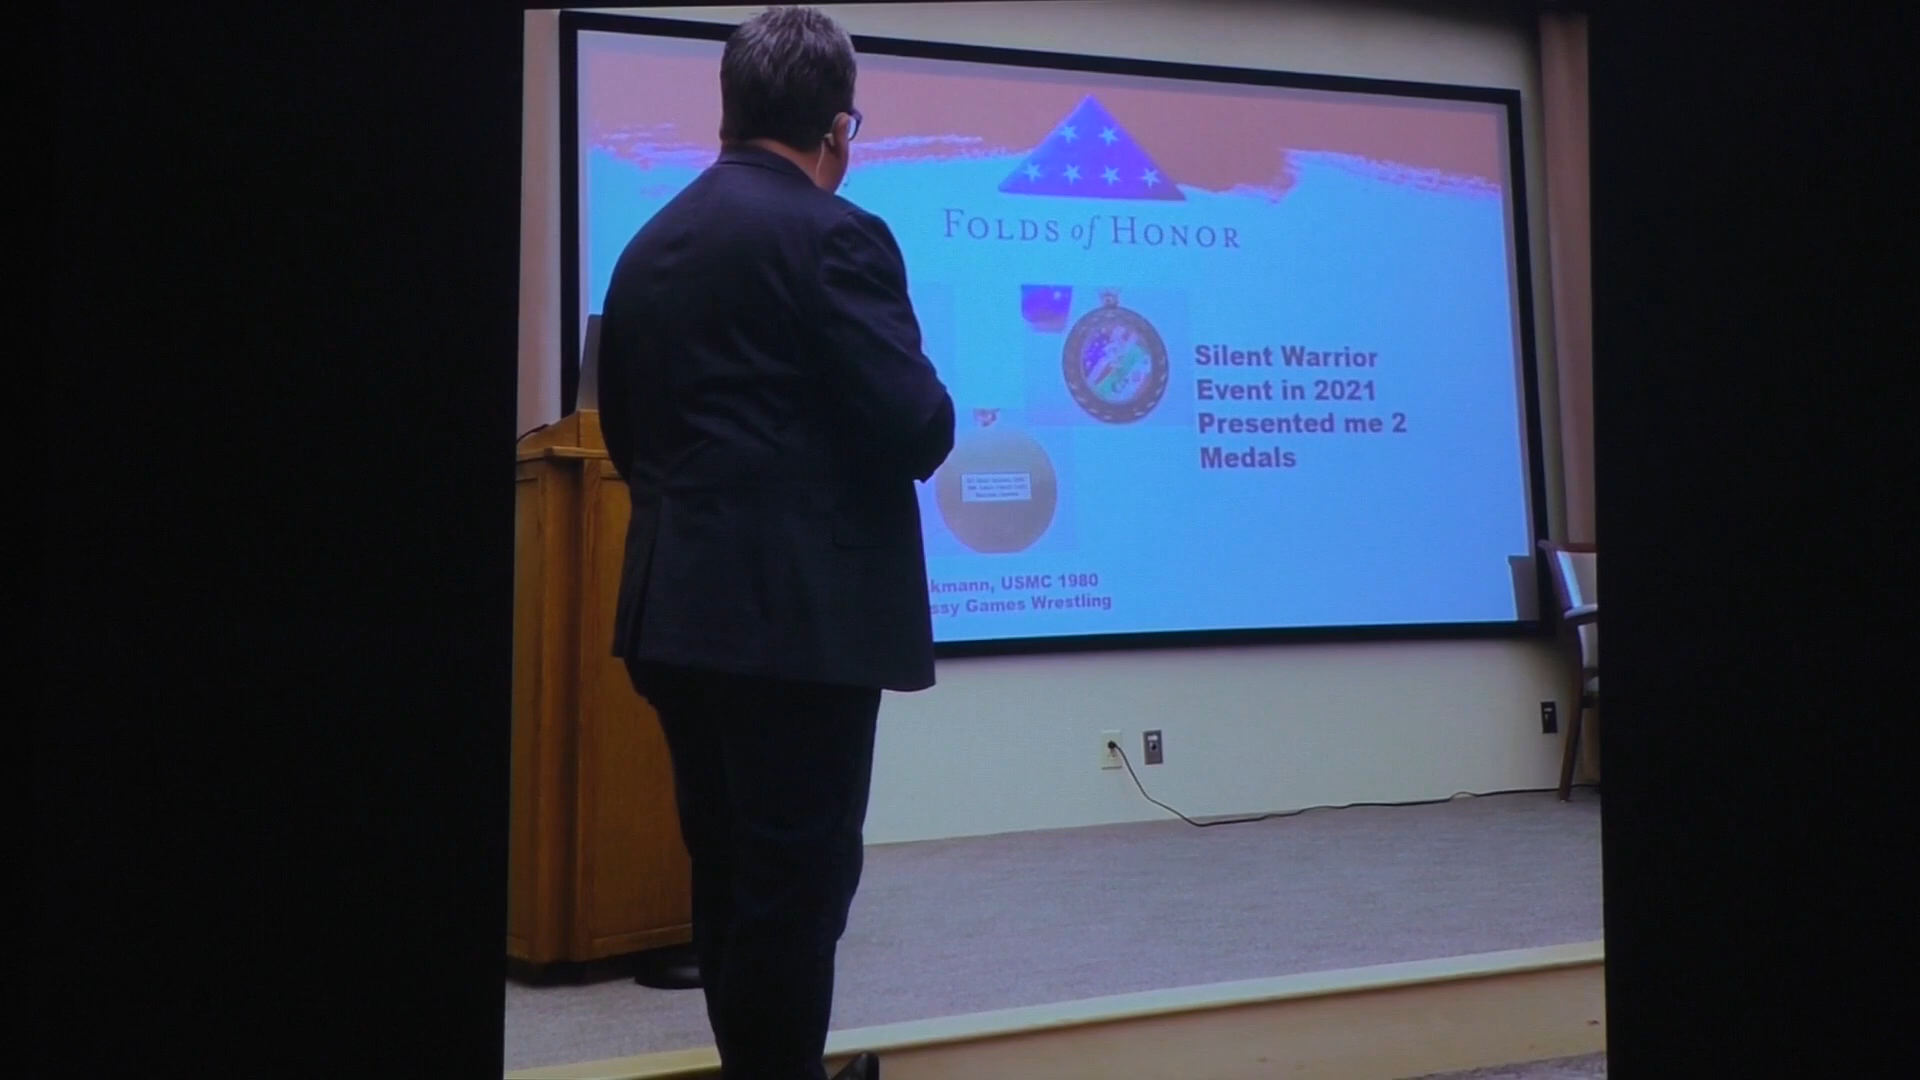 FOLDS of HONOR
Silent Warrior
Event in 2021
Presented me 2
Medals
kmann, USMC 1980
ssy Games Wrestling